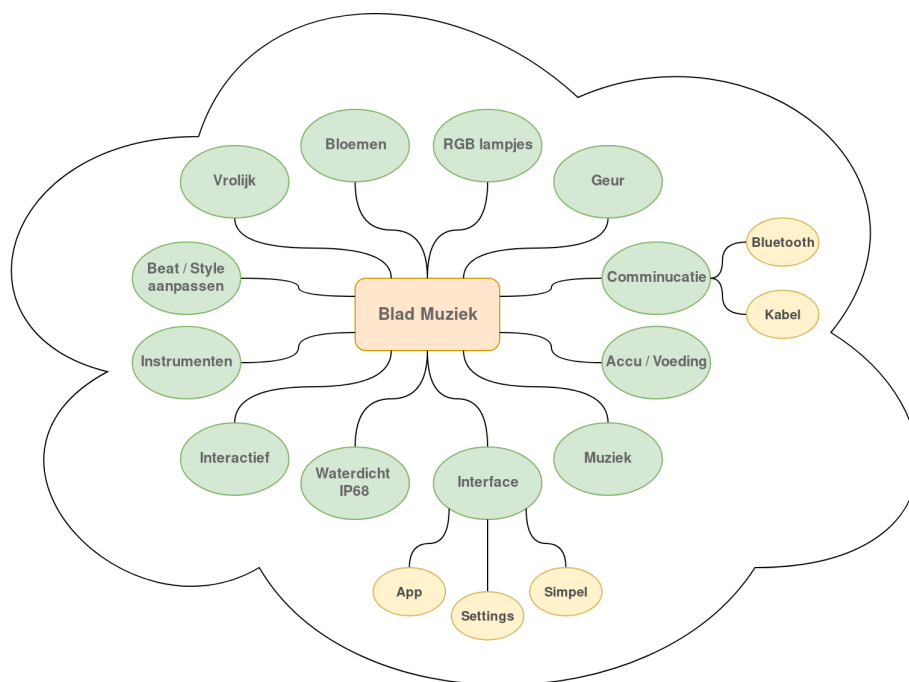 Bloemen
RGB lampjes
Vrolijk
Geur
Bluetooth
Beat / Style
aanpassen
Comminucatie
Blad Muziek
Kabel
Instrumenten
Accu / Voeding
Interactief
Waterdicht
IP68
Interface
Muziek
App
Settings
Simpel